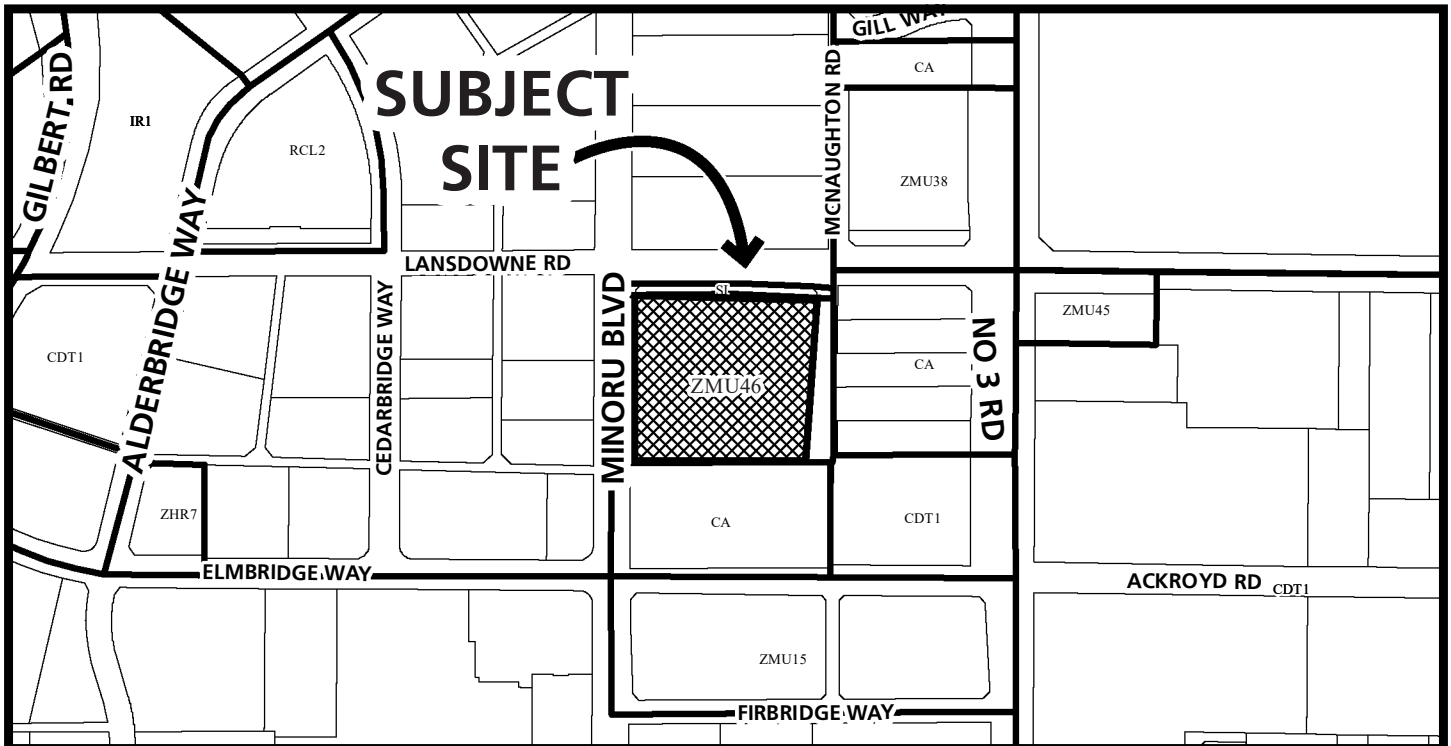 GILL WAY
GILBERT RD
IR1
RCL2
SUBJECT
SITE
MCNAUGHTON RD
CA
ZMU38
ALDERBRIDGE WAY
LANSDOWNE RD
SI
CDT1
CEDARBRIDGE WAY
MINORU BLVD
ZMU46
CA
NO 3 RD
ZMU45
ZHR7
CA
CDT1
ELMBRIDGE WAY
ACKROYD RD
CDT1
ZMU15
FIRBRIDGE WAY